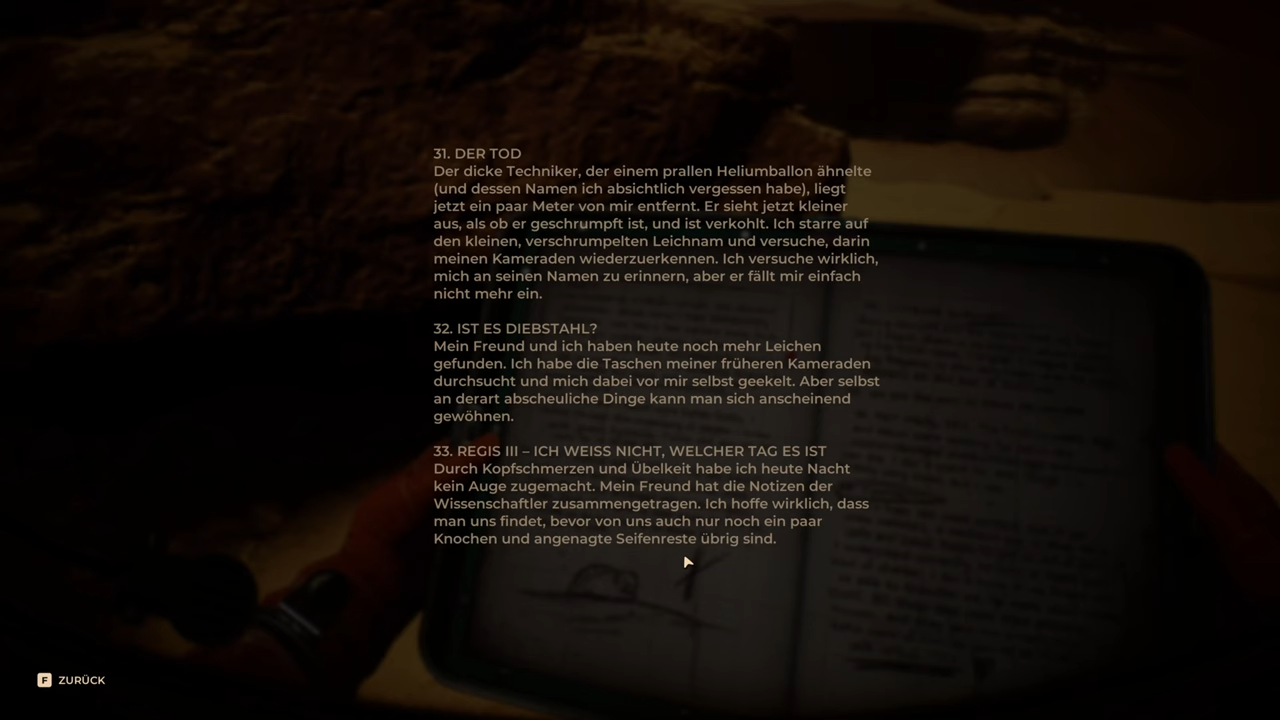 31. DER TOD
Der dicke Techniker, der einem prallen Heliumballon ähnelte
(und dessen Namen ich absichtlich vergessen habe), liegt
jetzt ein paar Meter von mir entfernt. Er sieht jetzt kleiner
aus, als ob er geschrumpft ist, und ist verkohlt. Ich starre auf
den kleinen, verschrumpelten Leichnam und versuche, darin
meinen Kameraden wiederzuerkennen. Ich versuche wirklich,
mich an seinen Namen zu erinnern, aber er fällt mir einfach
nicht mehr ein.
32. IST ES DIEBSTAHL?
Mein Freund und ich haben heute noch mehr Leichen
gefunden. Ich habe die Taschen meiner früheren Kameraden
durchsucht und mich dabei vor mir selbst geekelt. Aber selbst
an derart abscheuliche Dinge kann man sich anscheinend
gewöhnen.
33. REGIS III – ICH WEISS NICHT, WELCHER TAG ES IST
Durch Kopfschmerzen und Übelkeit habe ich heute Nacht
kein Auge zugemacht. Mein Freund hat die Notizen der
Wissenschaftler zusammengetragen. Ich hoffe wirklich, dass
man uns findet, bevor von uns auch nur noch ein paar
Knochen und angenagte Seifenreste übrig sind.
F ZURÜCK